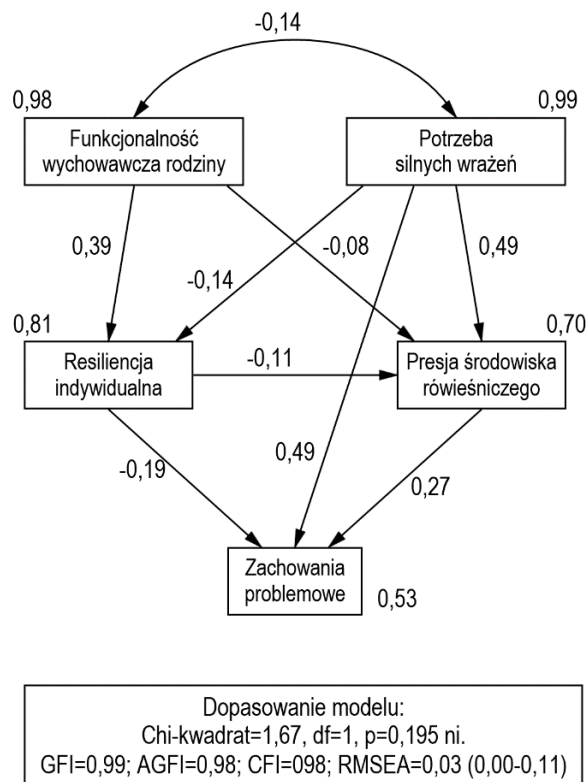 -0,14
0,98
0,99
Funkcjonalność
wychowawcza rodziny
Potrzeba
silnych wrażeń
0,39
-0,14
-0,08
0,49
0,81
0,70
Resiliencja
indywidualna
-0,11
Presja środowiska
rówieśniczego
-0,19
0,49
0,27
Zachowania
problemowe
0,53
Dopasowanie modelu:
Chi-kwadrat=1,67, df=1, p=0,195 ni.
GFI=0,99; AGFI=0,98; CFI=098; RMSEA=0,03 (0,00-0,11)